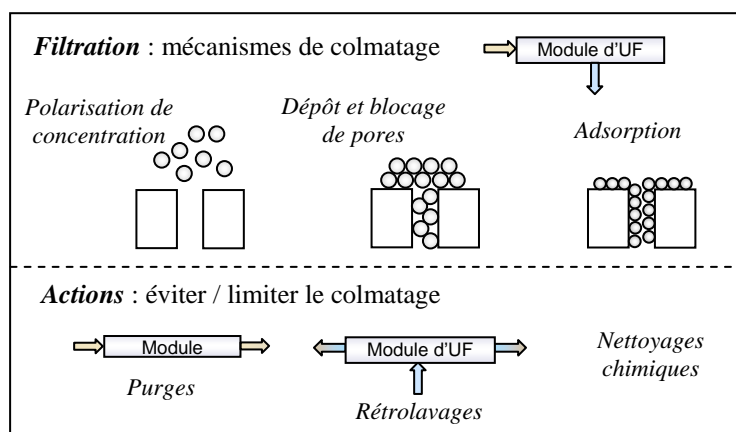 Filtration : mécanismes de colmatage
Module d'UF
Polarisation de
concentration
Dépôt et blocage
de pores
Adsorption
Actions : éviter / limiter le colmatage
Module
Purges
Module d'UF
Rétrolavages
Nettoyages
chimiques